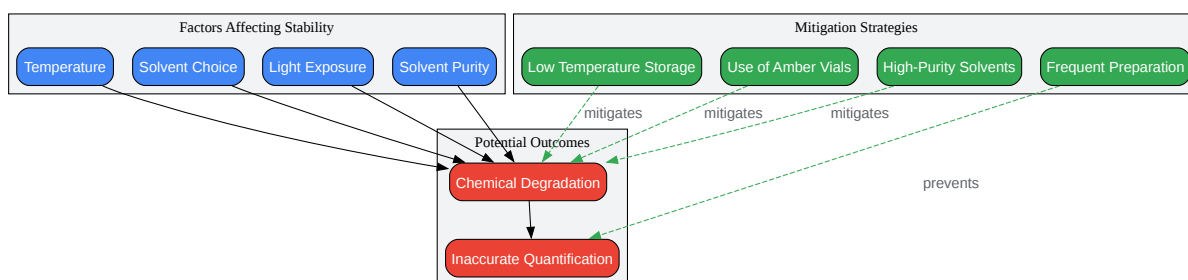 Factors Affecting Stability
Mitigation Strategies
Temperature
Solvent Choice
Light Exposure
Solvent Purity
Low Temperature Storage
Use of Amber Vials
High-Purity Solvents
Frequent Preparation
mitigates
mitigates
mitigates
Potential Outcomes
Chemical Degradation
prevents
Inaccurate Quantification